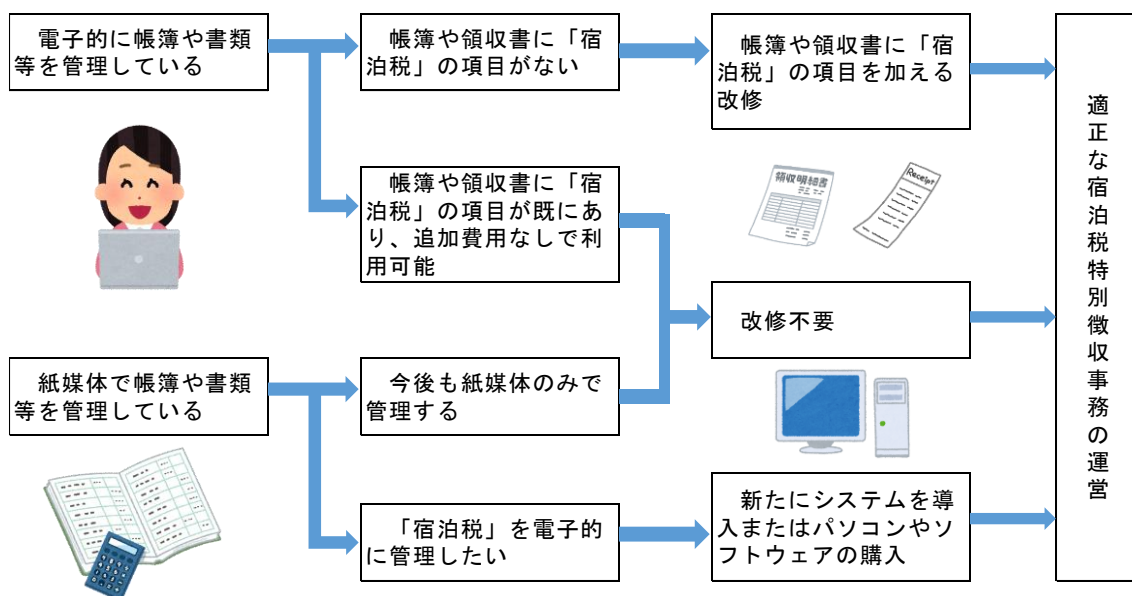 電子的に帳簿や書類
等を管理している
帳簿や領収書に「宿
泊税」の項目がない
帳簿や領収書に「宿
泊税」の項目を加える
改修
帳簿や領収書に「宿
泊税」の項目が既にあ
り、追加費用なしで利
用可能
領収明細書
Receipt
改修不要
紙媒体で帳簿や書類
等を管理している
今後も紙媒体のみで
管理する
「宿泊税」を電子的
に管理したい
新たにシステムを導
入またはパソコンやソ
フトウェアの購入
適正な宿泊税特別徴収事務の運営